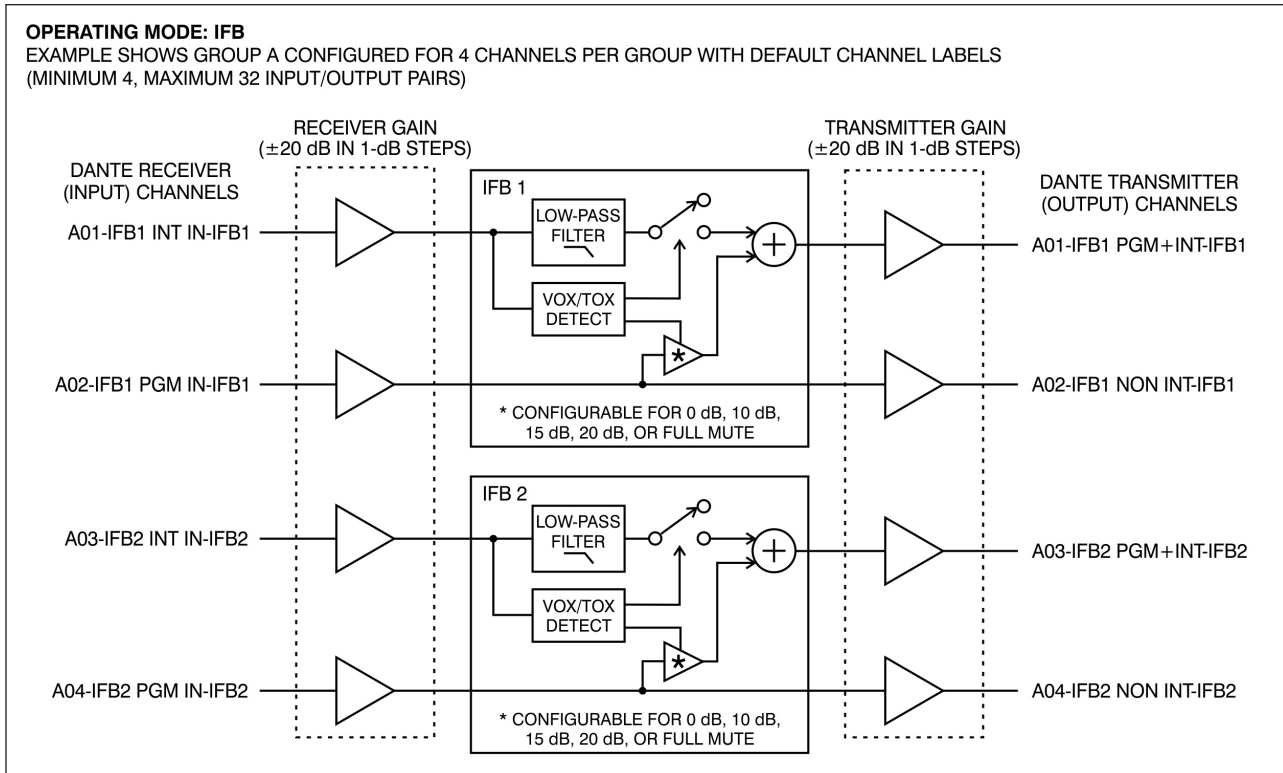 OPERATING MODE: IFB
EXAMPLE SHOWS GROUP A CONFIGURED FOR 4 CHANNELS PER GROUP WITH DEFAULT CHANNEL LABELS
(MINIMUM 4, MAXIMUM 32 INPUT/OUTPUT PAIRS)
RECEIVER GAIN
(±20 dB IN 1-dB STEPS)
TRANSMITTER GAIN
(±20 dB IN 1-dB STEPS)
DANTE RECEIVER
(INPUT) CHANNELS
DANTE TRANSMITTER
(OUTPUT) CHANNELS
IFB 1
A01-IFB1 INT IN-IFB1
LOW-PASS
FILTER
+
A01-IFB1 PGM+INT-IFB1
VOX/TOX
DETECT
*
A02-IFB1 PGM IN-IFB1
A02-IFB1 NON INT-IFB1
* CONFIGURABLE FOR 0 dB, 10 dB,
15 dB, 20 dB, OR FULL MUTE
IFB 2
A03-IFB2 INT IN-IFB2
LOW-PASS
FILTER
+
A03-IFB2 PGM+INT-IFB2
VOX/TOX
DETECT
*
A04-IFB2 PGM IN-IFB2
A04-IFB2 NON INT-IFB2
* CONFIGURABLE FOR 0 dB, 10 dB,
15 dB, 20 dB, OR FULL MUTE